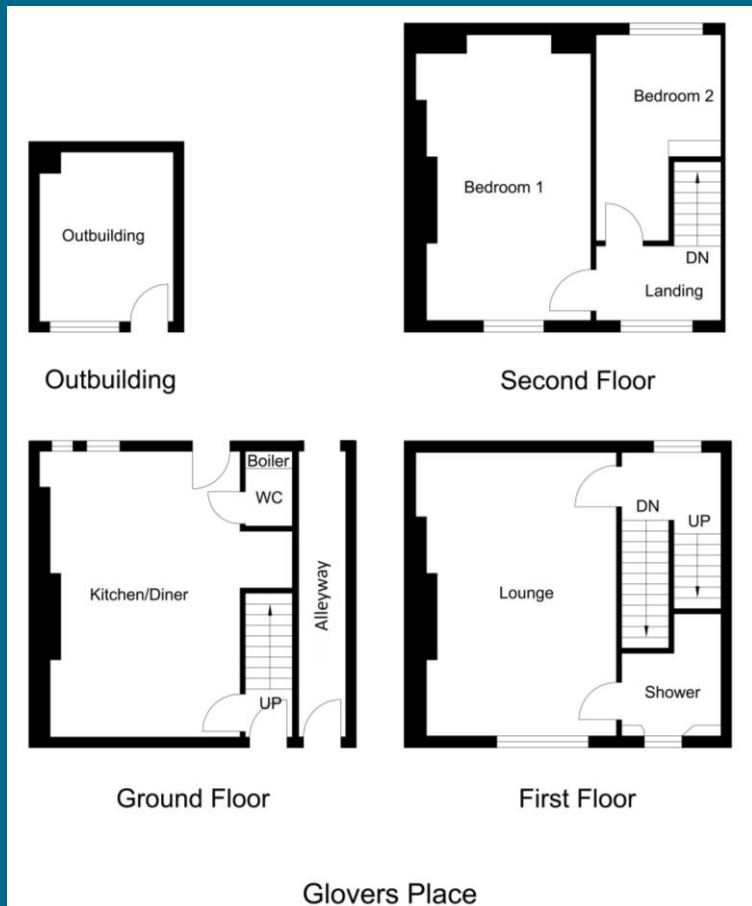 Outbuilding
Outbuilding
Bedroom 1
Bedroom 2
DN
Landing
Second Floor
Kitchen/Diner
Boiler
WC
UP
Alleyway
Ground Floor
Lounge
DN
UP
Shower
First Floor
Glovers Place